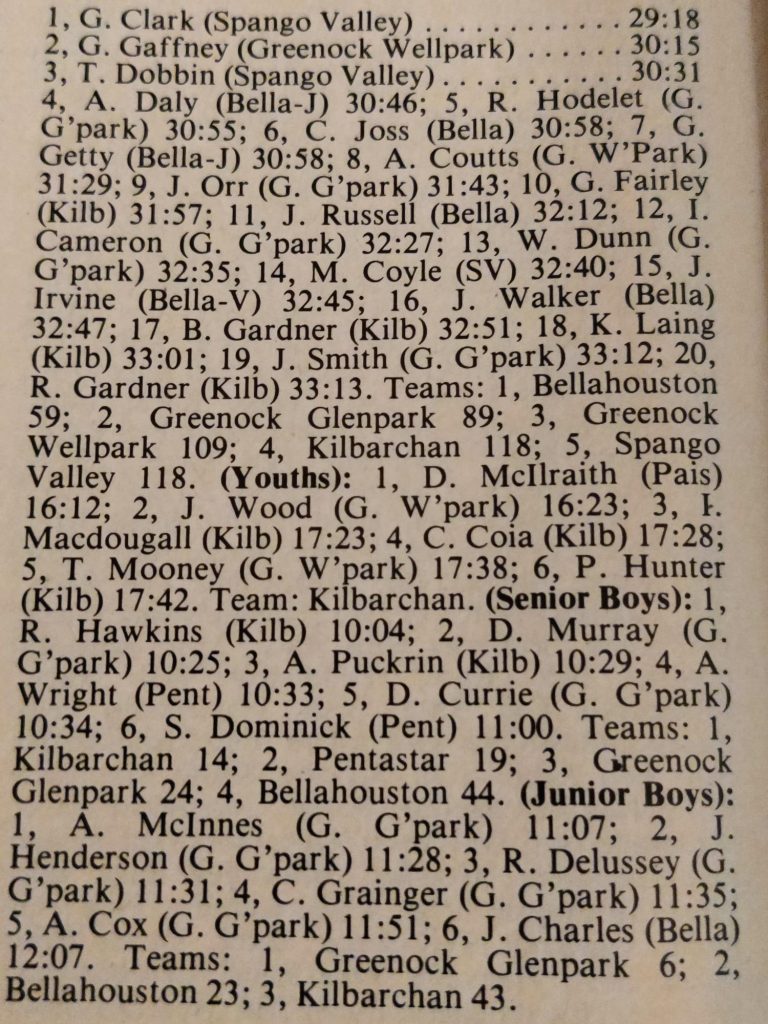 1, G. Clark (Spango Valley) . . . . . . . . . . . . 29:18
2, G. Gaffney (Greenock Wellpark) . . . . . . 30:15
3, T. Dobbin (Spango Valley) . . . . . . . . . . . 30:31
4, A. Daly (Bella-J) 30:46; 5, R. Hodelet (G.
G'park) 30:55; 6, C. Joss (Bella) 30:58; 7, G.
Getty (Bella-J) 30:58; 8, A. Coutts (G. W'Park)
31:29; 9, J. Orr (G. G'park) 31:43; 10, G. Fairley
(Kilb) 31:57; 11, J. Russell (Bella) 32:12; 12, I.
Cameron (G. G'park) 32:27; 13, W. Dunn (G.
G'park) 32:35; 14, M. Coyle (SV) 32:40; 15, J.
Irvine (Bella-V) 32:45; 16, J. Walker (Bella)
32:47; 17, B. Gardner (Kilb) 32:51; 18, K. Laing
(Kilb) 33:01; 19, J. Smith (G. G'park) 33:12; 20,
R. Gardner (Kilb) 33:13. Teams: 1, Bellahouston
59; 2, Greenock Glenpark 89; 3, Greenock
Wellpark 109; 4, Kilbarchan 118; 5, Spango
Valley 118. (Youths): 1, D. McIlraith (Pais)
16:12; 2, J. Wood (G. W'park) 16:23; 3,
Macdougall (Kilb) 17:23; 4, C. Coia (Kilb) 17:28;
5, T. Mooney (G. W'park) 17:38; 6, P. Hunter
(Kilb) 17:42. Team: Kilbarchan. (Senior Boys): 1,
R. Hawkins (Kilb) 10:04; 2, D. Murray (G.
G'park) 10:25; 3, A. Puckrin (Kilb) 10:29; 4, A.
Wright (Pent) 10:33; 5, D. Currie (G. G'park)
10:34; 6, S. Dominick (Pent) 11:00. Teams: 1,
Kilbarchan 14; 2, Pentastar 19; 3, Greenock
Glenpark 24; 4, Bellahouston 44. (Junior Boys):
1, A. McInnes (G. G'park) 11:07; 2, J.
Henderson (G. G'park) 11:28; 3, R. Delussey (G.
G'park) 11:31; 4, C. Grainger (G. G'park) 11:35;
5, A. Cox (G. G'park) 11:51; 6, J. Charles (Bella)
12:07. Teams: 1, Greenock Glenpark 6; 2,
Bellahouston 23; 3, Kilbarchan 43.